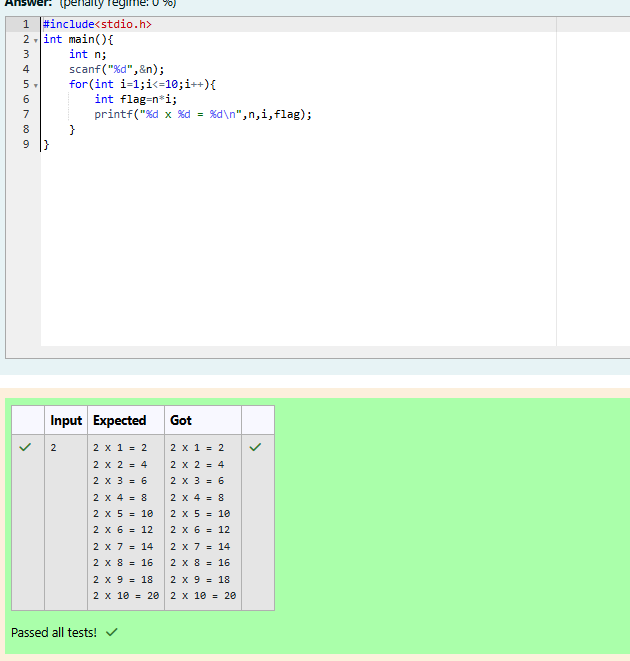 Answer: (penalty regime: 0 %)
1 #include<stdio.h>
2 int main(){
3 int n;
4 scanf("%d",&n);
5 for(int i=1;i<=10;i++){
6 int flag=n*i;
7 printf("%d x %d = %d\n",n,i,flag);
8 }
9 }
Input Expected Got
2 2 x 1 = 2 2 x 1 = 2
2 x 2 = 4 2 x 2 = 4
2 x 3 = 6 2 x 3 = 6
2 x 4 = 8 2 x 4 = 8
2 x 5 = 10 2 x 5 = 10
2 x 6 = 12 2 x 6 = 12
2 x 7 = 14 2 x 7 = 14
2 x 8 = 16 2 x 8 = 16
2 x 9 = 18 2 x 9 = 18
2 x 10 = 20 2 x 10 = 20
Passed all tests!